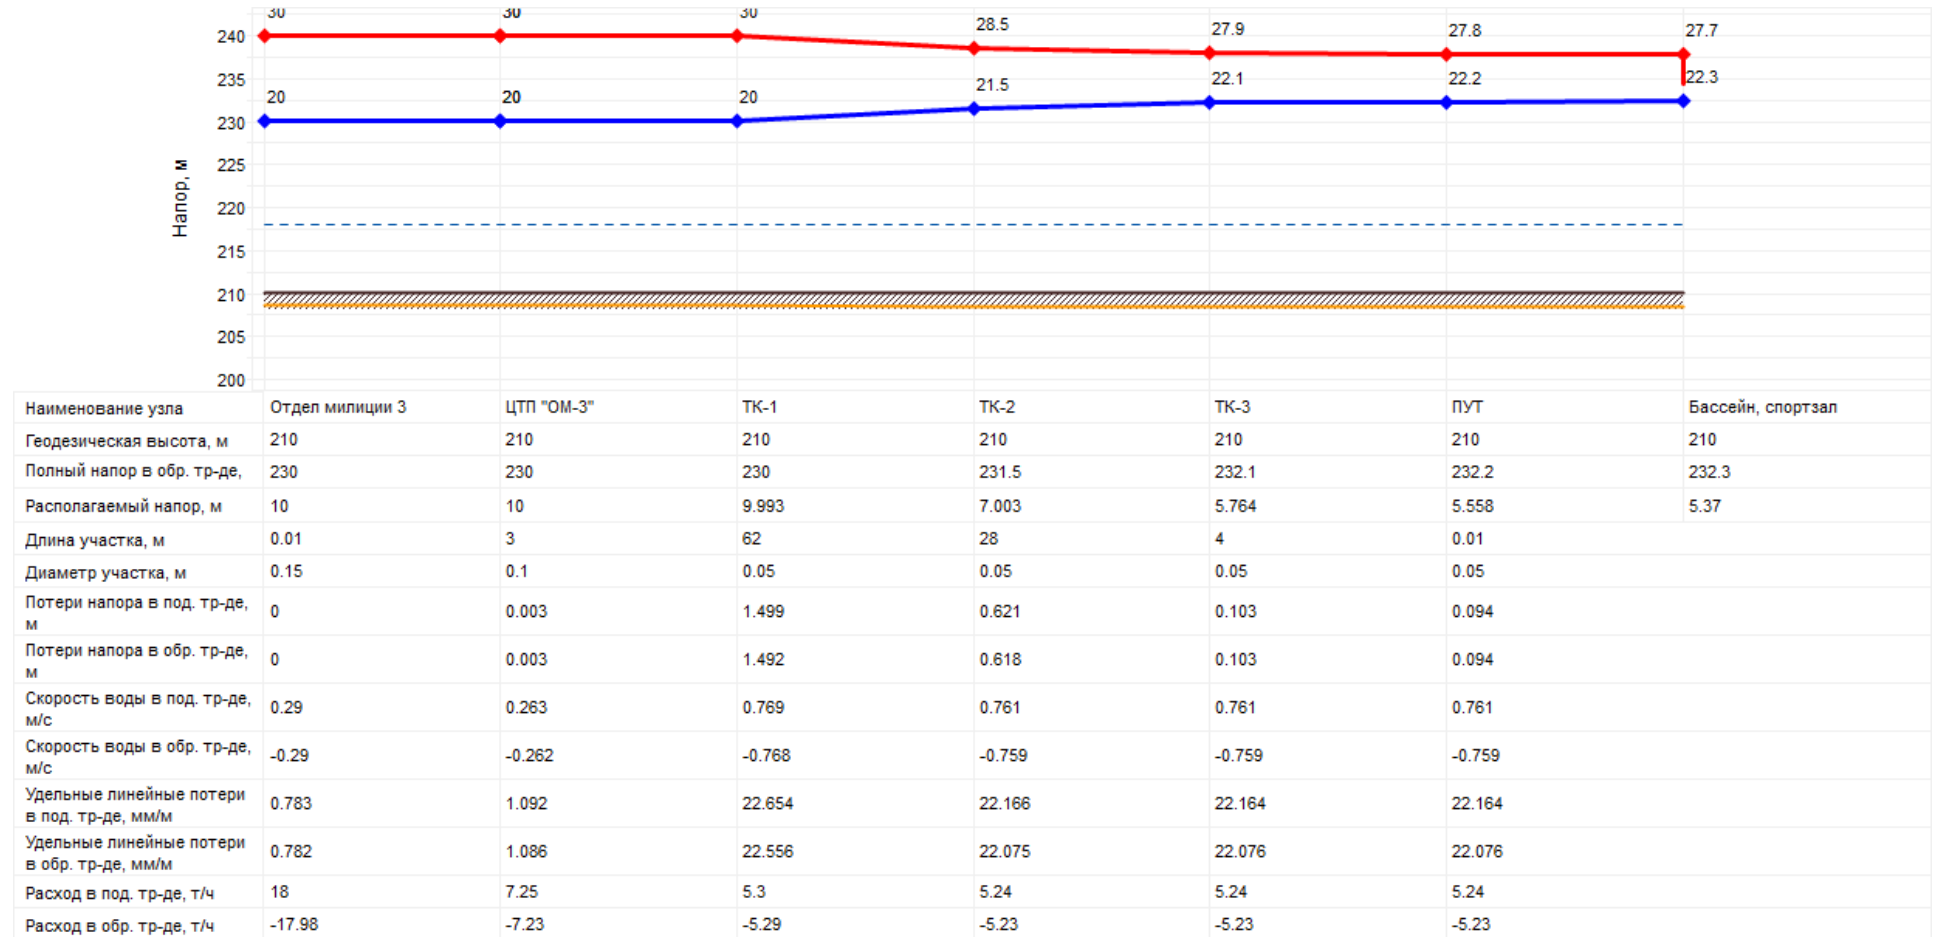 30 30 30 28.5 27.9 27.8 27.7
240
235
20 20 20 21.5 22.1 22.2 22.3
230
225
220
215
210
205
200
Напор, м
Наименование узла Отдел милиции 3 ЦТП "ОМ-3" ТК-1 ТК-2 ТК-3 ПУТ Бассейн, спортзал
Геодезическая высота, м 210 210 210 210 210 210 210
Полный напор в обр. тр-де, 230 230 230 231.5 232.1 232.2 232.3
Располагаемый напор, м 10 10 9.993 7.003 5.764 5.558 5.37
Длина участка, м 0.01 3 62 28 4 0.01
Диаметр участка, м 0.15 0.1 0.05 0.05 0.05 0.05
Потери напора в под. тр-де,
м 0 0.003 1.499 0.621 0.103 0.094
Потери напора в обр. тр-де,
м 0 0.003 1.492 0.618 0.103 0.094
Скорость воды в под. тр-де,
м/с 0.29 0.263 0.769 0.761 0.761 0.761
Скорость воды в обр. тр-де,
м/с -0.29 -0.262 -0.768 -0.759 -0.759 -0.759
Удельные линейные потери
в под. тр-де, мм/м 0.783 1.092 22.654 22.166 22.164 22.164
Удельные линейные потери
в обр. тр-де, мм/м 0.782 1.086 22.556 22.075 22.076 22.076
Расход в под. тр-де, т/ч 18 7.25 5.3 5.24 5.24 5.24
Расход в обр. тр-де, т/ч -17.98 -7.23 -5.29 -5.23 -5.23 -5.23